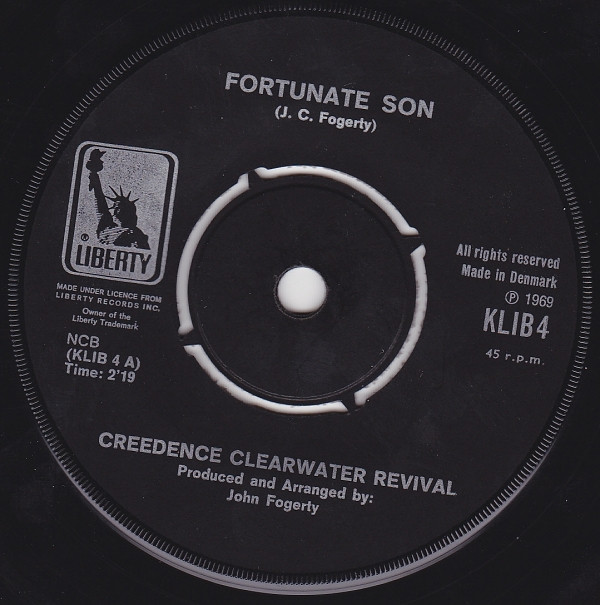 FORTUNATE SON
(J. C. Fogerty)
® LIBERTY
MADE UNDER LICENCE FROM
LIBERTY RECORDS INC.
Owner of the
Liberty Trademark
NCB
(KLIB 4 A)
Time: 2'19
All rights reserved
Made in Denmark
℗ 1969
KLIB4
45 r.p.m.
CREEDENCE CLEARWATER REVIVAL
Produced and Arranged by:
John Fogerty